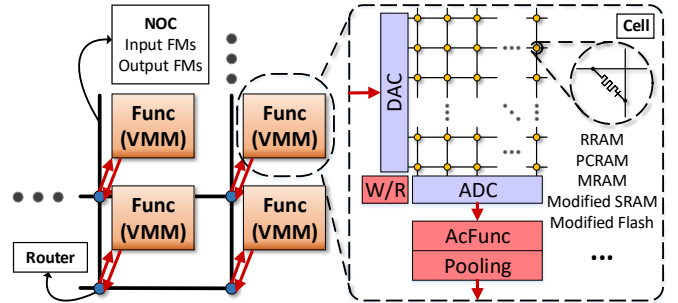 NOC
Input FMs
Output FMs
Func
(VMM)
Func
(VMM)
Func
(VMM)
Func
(VMM)
Router
DAC
W/R
ADC
AcFunc
Pooling
Cell
RRAM
PCRAM
MRAM
Modified SRAM
Modified Flash
...